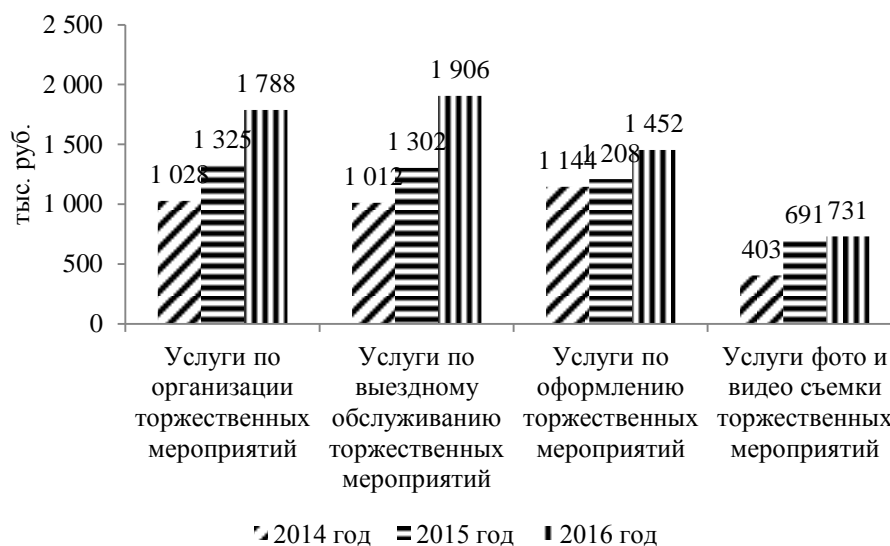 2 500
2 000
1 500
1 000
500
0
тыс. руб.
1 028
1 325
1 788
1 012
1 302
1 906
1 144
1 208
1 452
403
691
731
Услуги по
организации
торжественных
мероприятий
Услуги по
выездному
обслуживанию
торжественных
мероприятий
Услуги по
оформлению
торжественных
мероприятий
Услуги фото и
видео съемки
торжественных
мероприятий
2014 год
2015 год
2016 год